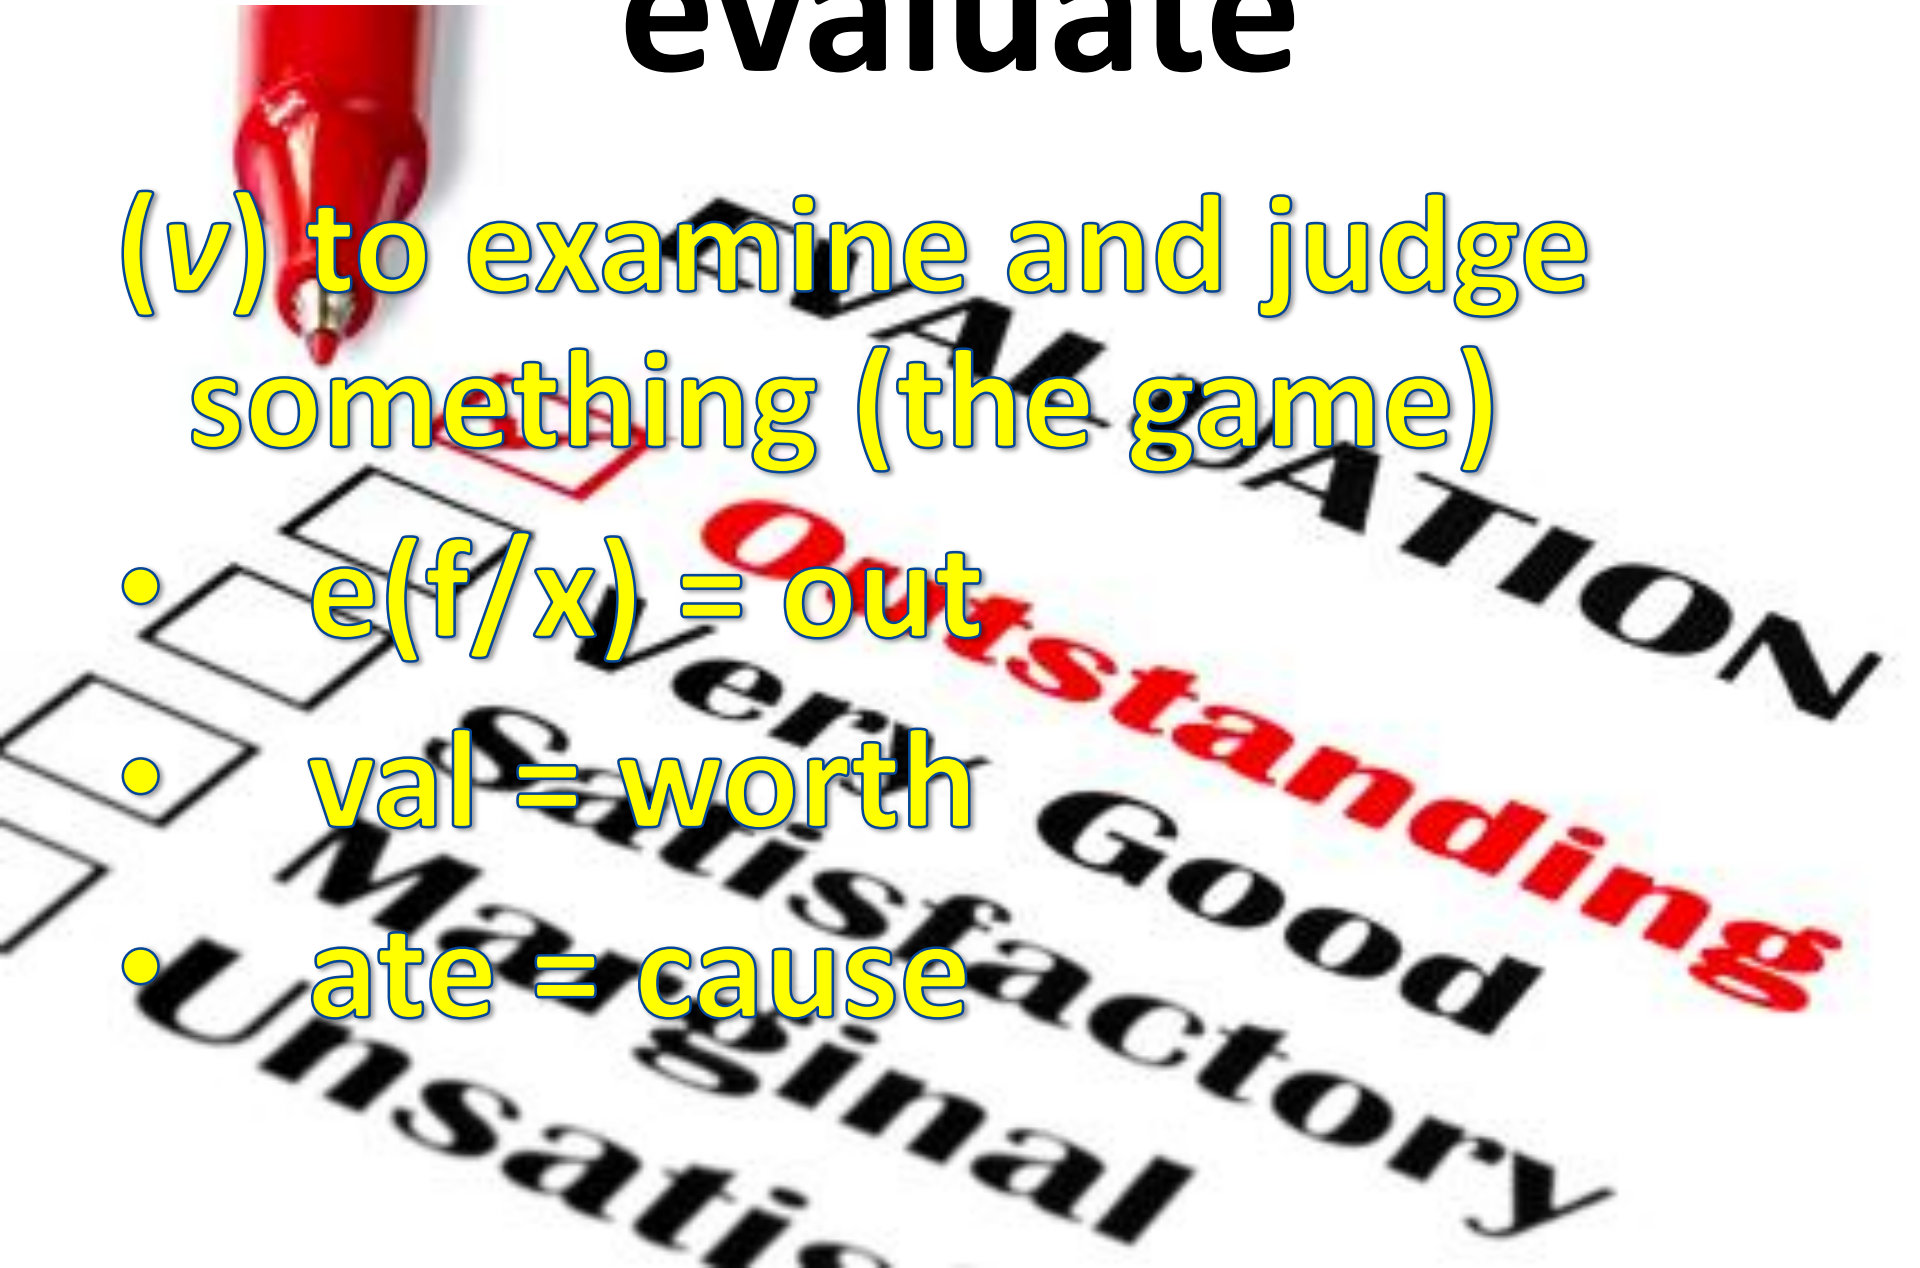 evaluate
(v) to examine and judge
something (the game)
• e(f/x) = out
• val = worth
• ate = cause
EVALUATION
Outstanding
Very Good
Satisfactory
Marginal